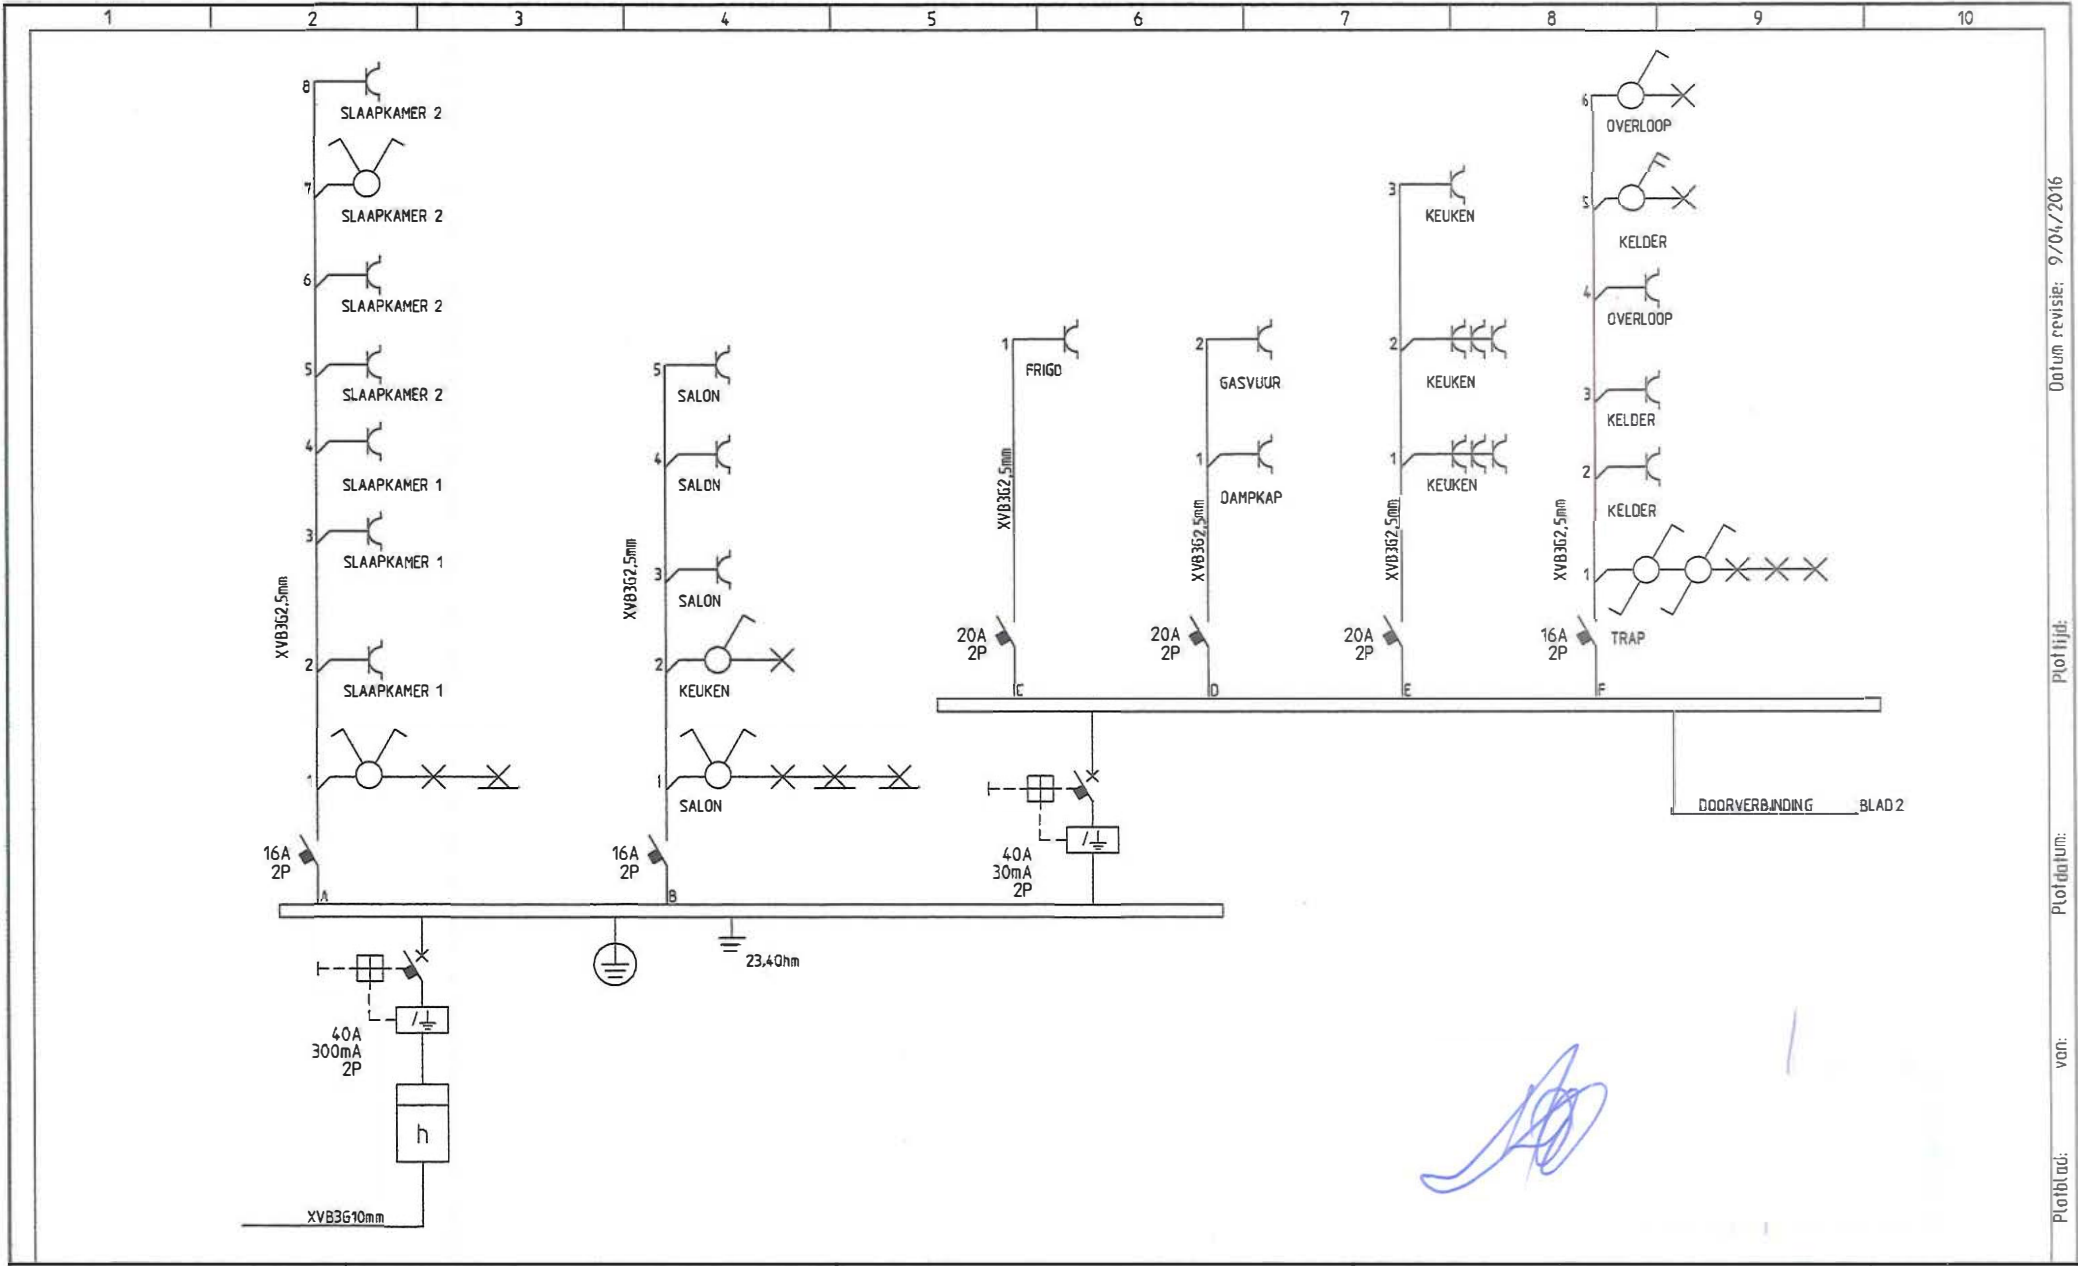 1 2 3 4 5 6 7 8 9 10
8
SLAAPKAMER 2
7
SLAAPKAMER 2
6
SLAAPKAMER 2
5
SLAAPKAMER 2
4
SLAAPKAMER 1
3
SLAAPKAMER 1
XVB3G2,5mm
2
SLAAPKAMER 1
1
16A
2P
A
5
SALON
4
SALON
3
SALON
XVB3G2,5mm
2
KEUKEN
1
SALON
16A
2P
B
1
FRIGO
XVB3G2,5mm
20A
2P
C
2
GASVUUR
1
DAMPKAP
XVB3G2,5mm
20A
2P
D
3
KEUKEN
2
KEUKEN
1
KEUKEN
XVB3G2,5mm
20A
2P
E
6
OVERLOOP
5
KELDER
4
OVERLOOP
3
KELDER
2
KELDER
XVB3G2,5mm
1
TRAP
16A
2P
F
DOORVERBINDING BLAD 2
40A
30mA
2P
23,4Ohm
40A
300mA
2P
h
XVB3G10mm
Datum revisie: 9/04/2016
Plottijd:
Plotdatum:
van:
Plotblad: